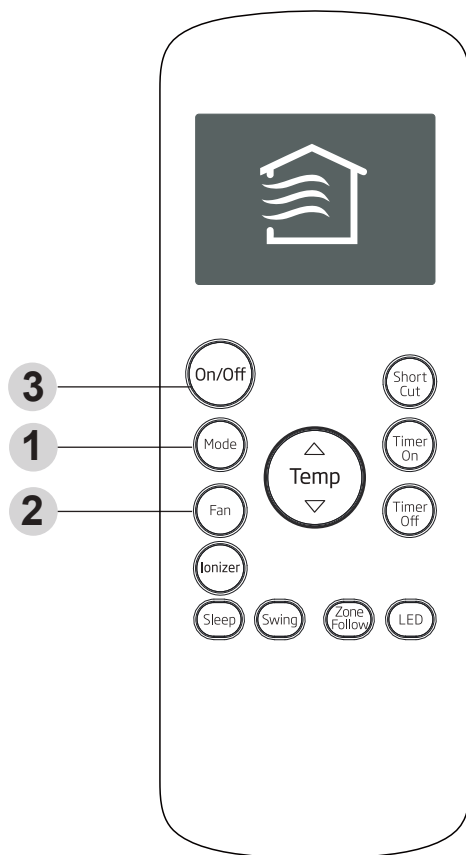 3
On/Off
Short
Cut
1
Mode
Timer
On
Temp
2
Fan
Timer
Off
Ionizer
Sleep
Swing
Zone
Follow
LED